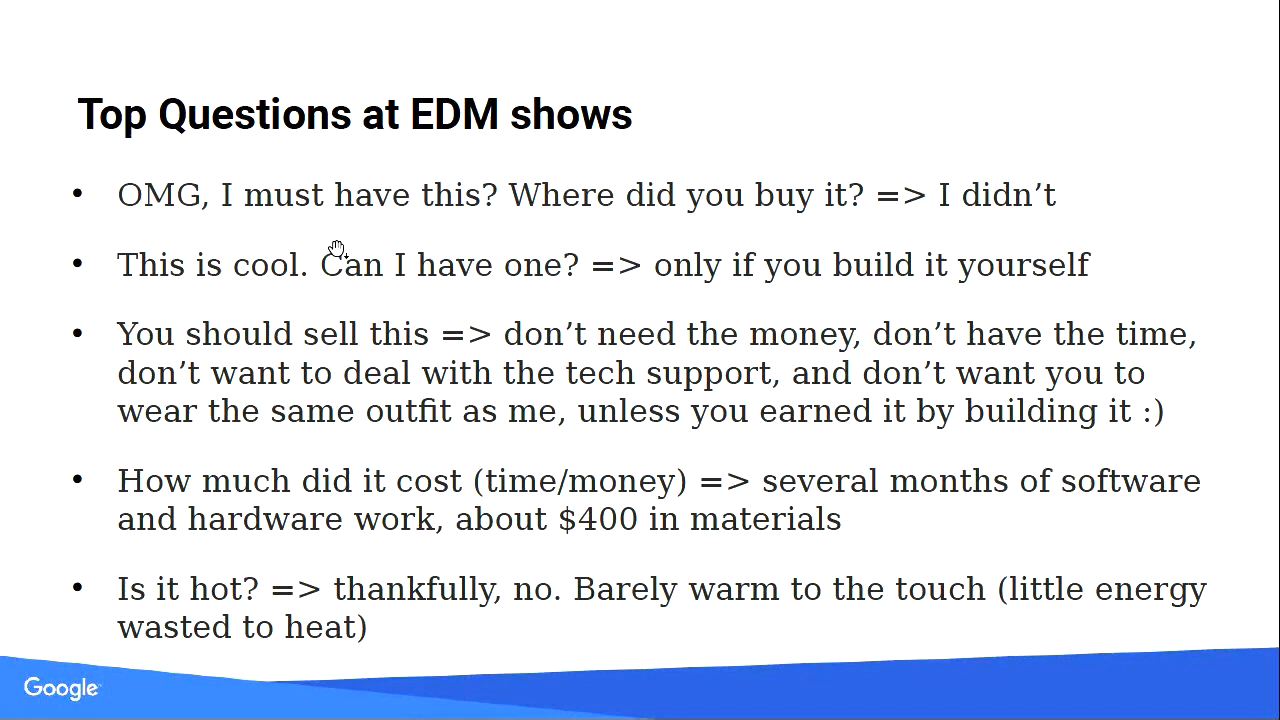 Top Questions at EDM shows
• OMG, I must have this? Where did you buy it? => I didn’t
• This is cool. Can I have one? => only if you build it yourself
• You should sell this => don’t need the money, don’t have the time,
don’t want to deal with the tech support, and don’t want you to
wear the same outfit as me, unless you earned it by building it :)
• How much did it cost (time/money) => several months of software
and hardware work, about $400 in materials
• Is it hot? => thankfully, no. Barely warm to the touch (little energy
wasted to heat)
Google